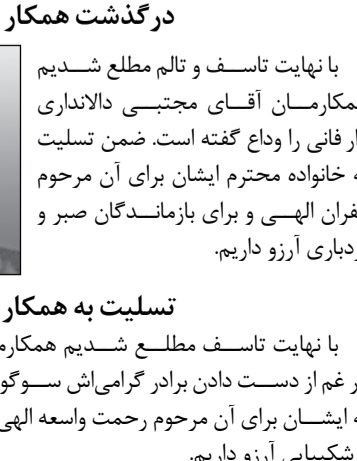 درگذشت همکار
با نهایت تاسف و تالم مطلع شدیم
همکارمان آقای مجتبی دالانداری
ار فانی را وداع گفته است. ضمن تسلیت
ه خانواده محترم ایشان برای آن مرحوم
فران الهی و برای بازماندگان صبر و
ردباری آرزو داریم.
تسلیت به همکار
با نهایت تاسف مطلع شدیم همکارم
ر غم از دست دادن برادر گرامی‌اش سوگو
ه ایشان برای آن مرحوم رحمت واسعه الهی
شکیبایی آرزو داریم.